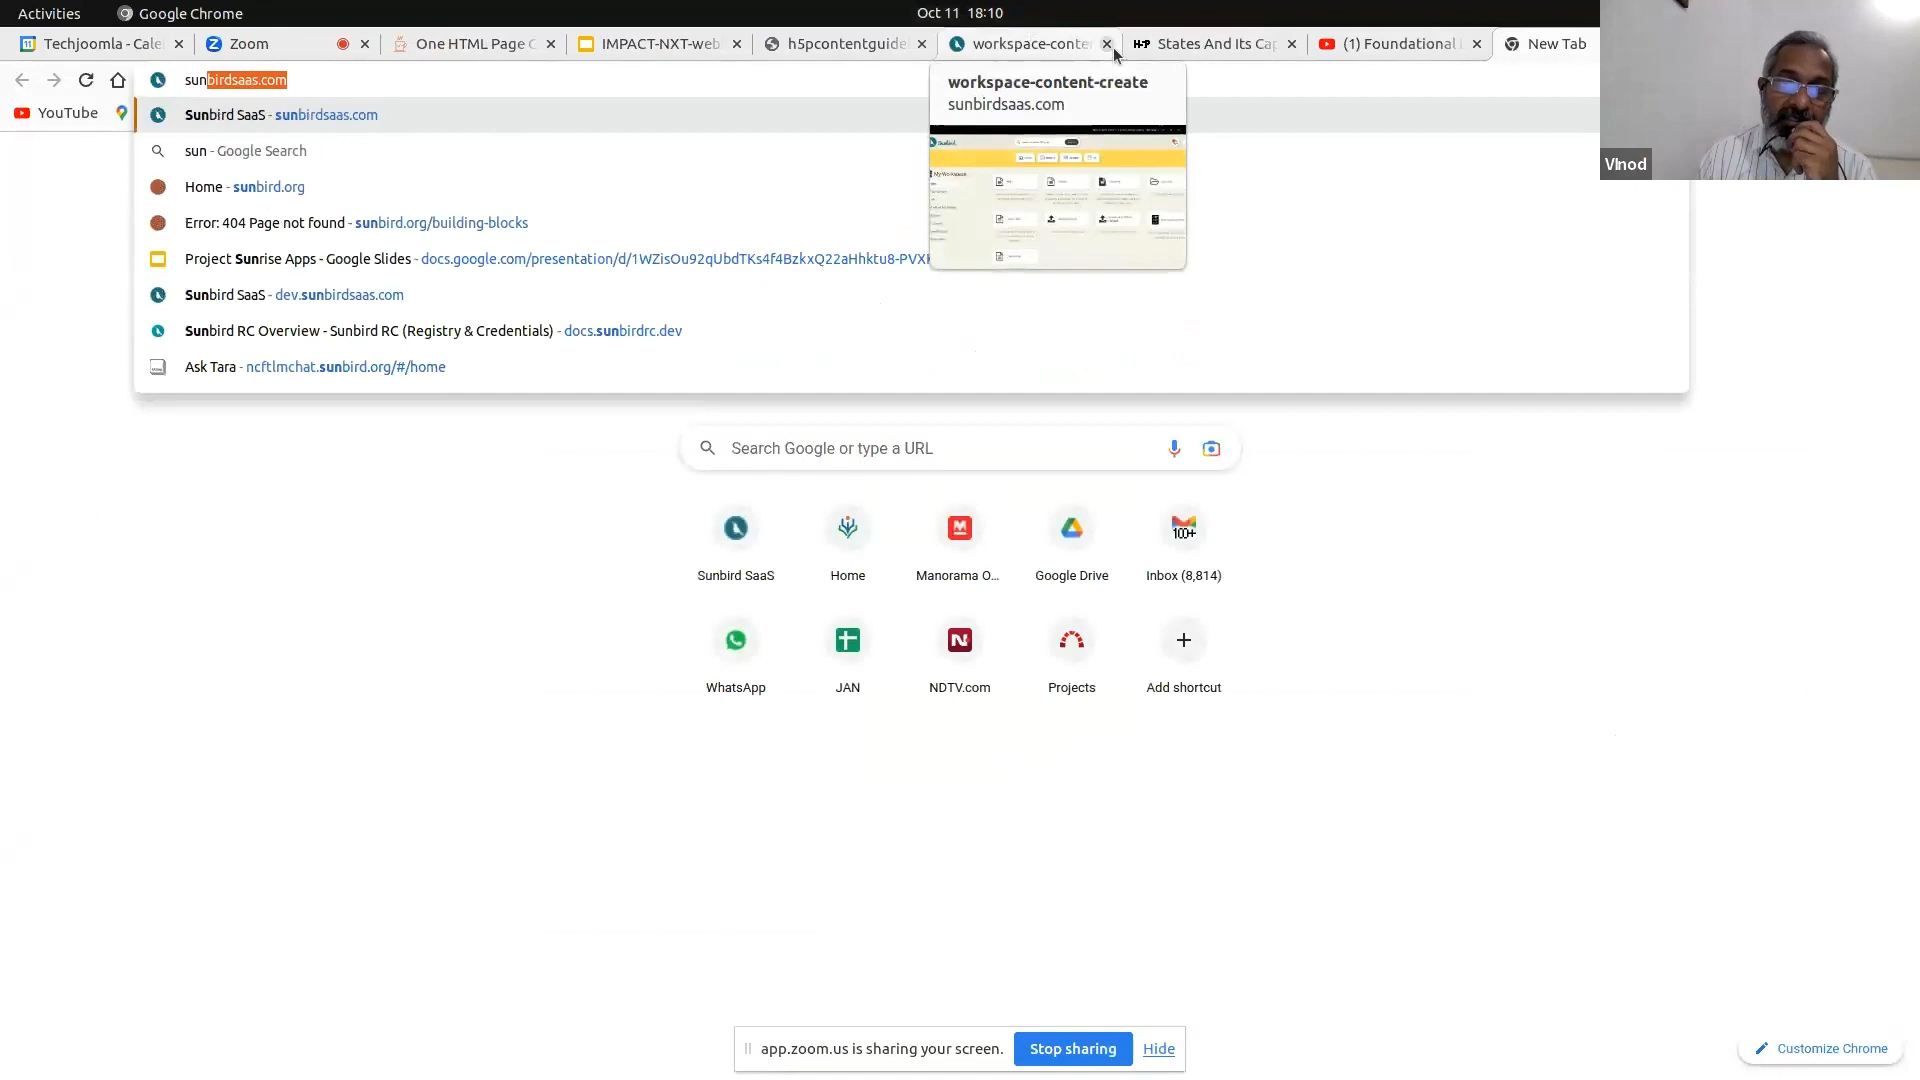 Activities
Google Chrome
Oct 11 18:10
Techjoomla - Cale
Zoom
One HTML Page C
IMPACT-NXT-web
h5pcontentguide
workspace-conte
H-P
States And Its Cap
(1) Foundational
New Tab
sunbirdsaas.com
YouTube
Sunbird SaaS - sunbirdsaas.com
sun - Google Search
Home - sunbird.org
Error: 404 Page not found - sunbird.org/building-blocks
Project Sunrise Apps - Google Slides - docs.google.com/presentation/d/1WZisOu92qUbdTKs4f4BzkxQ22aHhktu8-PVX
Sunbird SaaS - dev.sunbirdsaas.com
Sunbird RC Overview - Sunbird RC (Registry & Credentials) - docs.sunbirdrc.dev
Ask Tara - ncftlmchat.sunbird.org/#/home
workspace-content-create
sunbirdsaas.com
VInod
Search Google or type a URL
100+
Sunbird SaaS
Home
Manorama O...
Google Drive
Inbox (8,814)
WhatsApp
JAN
NDTV.com
Projects
Add shortcut
app.zoom.us is sharing your screen.
Stop sharing
Hide
Customize Chrome